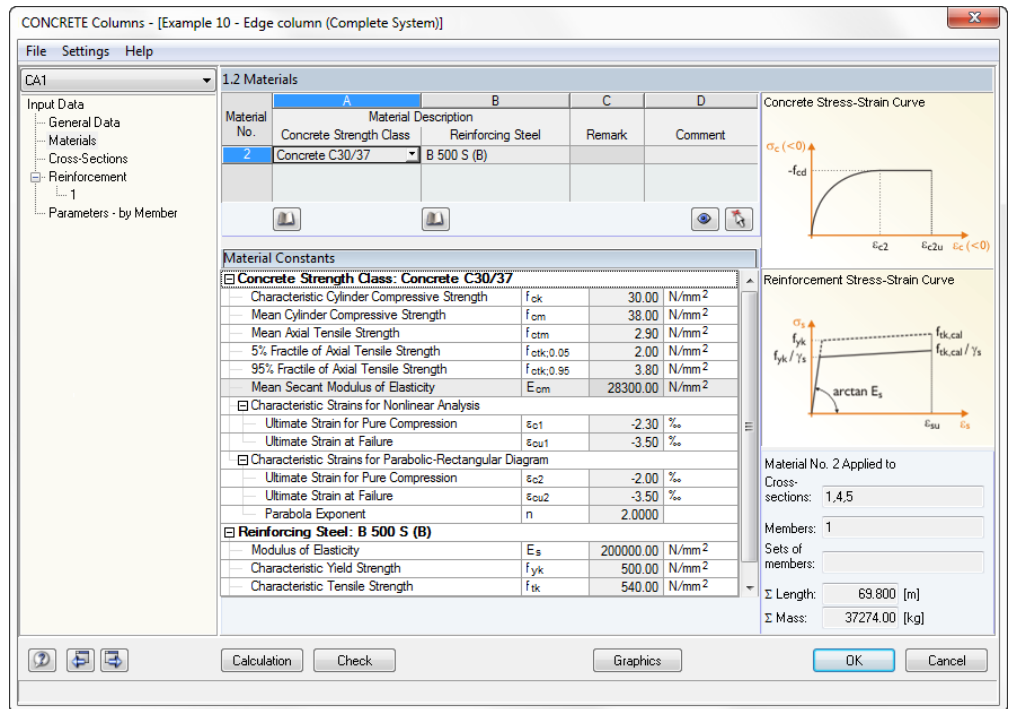 CONCRETE Columns - [Example 10 - Edge column (Complete System)]
File Settings Help
CA1
Input Data
General Data
Materials
Cross-Sections
Reinforcement
1
Parameters - by Member
1.2 Materials
A B C D
Material No. Material Description
Concrete Strength Class Reinforcing Steel Remark Comment
2 Concrete C30/37 B 500 S (B)
Material Constants
Concrete Strength Class: Concrete C30/37
Characteristic Cylinder Compressive Strength fck 30.00 N/mm2
Mean Cylinder Compressive Strength fcm 38.00 N/mm2
Mean Axial Tensile Strength fctm 2.90 N/mm2
5% Fractile of Axial Tensile Strength fctk;0.05 2.00 N/mm2
95% Fractile of Axial Tensile Strength fctk;0.95 3.80 N/mm2
Mean Secant Modulus of Elasticity Ecm 28300.00 N/mm2
Characteristic Strains for Nonlinear Analysis
Ultimate Strain for Pure Compression εc1 -2.30 ‰
Ultimate Strain at Failure εcu1 -3.50 ‰
Characteristic Strains for Parabolic-Rectangular Diagram
Ultimate Strain for Pure Compression εc2 -2.00 ‰
Ultimate Strain at Failure εcu2 -3.50 ‰
Parabola Exponent n 2.0000
Reinforcing Steel: B 500 S (B)
Modulus of Elasticity Es 200000.00 N/mm2
Characteristic Yield Strength fyk 500.00 N/mm2
Characteristic Tensile Strength ftk 540.00 N/mm2
Concrete Stress-Strain Curve
σc (<0)
-fcd
εc2 εc2u εc (<0)
Reinforcement Stress-Strain Curve
σs
fyk
fyk / γs
ftk,cal
ftk,cal / γs
arctan Es
εsu εs
Material No. 2 Applied to
Cross-
sections: 1,4,5
Members: 1
Sets of
members:
Σ Length: 69.800 [m]
Σ Mass: 37274.00 [kg]
Calculation Check Graphics OK Cancel